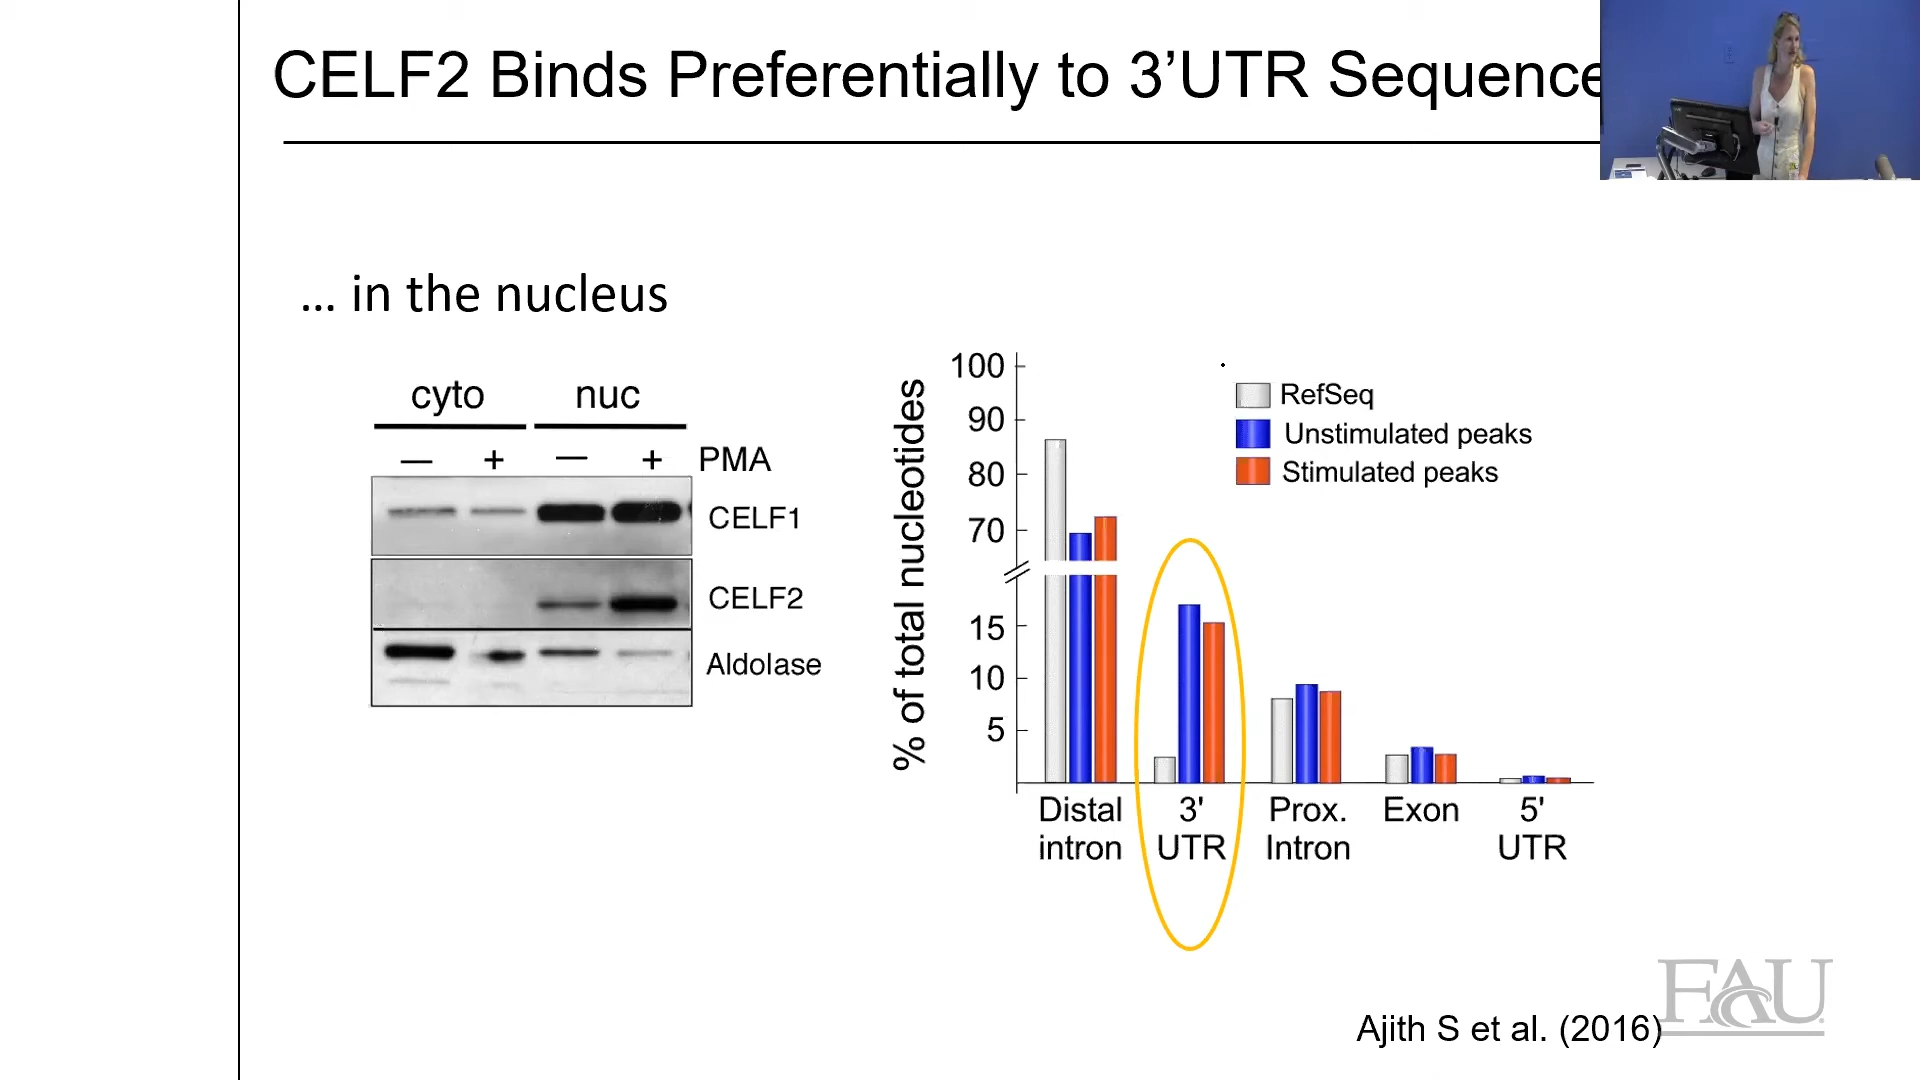 CELF2 Binds Preferentially to 3’UTR Sequence
... in the nucleus
cyto nuc
— + — + PMA
CELF1
CELF2
Aldolase
% of total nucleotides
100
90
80
70
15
10
5
RefSeq
Unstimulated peaks
Stimulated peaks
Distal intron
3' UTR
Prox. Intron
Exon
5' UTR
Ajith S et al. (2016)
FAU